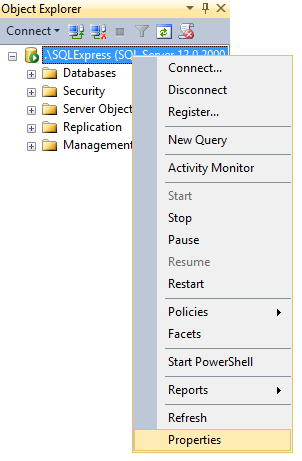 Object Explorer
Connect
.\SQLExpress (SQL Server 12.0.2000
Databases
Security
Server Objec
Replication
Management
Connect...
Disconnect
Register...
New Query
Activity Monitor
Start
Stop
Pause
Resume
Restart
Policies
Facets
Start PowerShell
Reports
Refresh
Properties